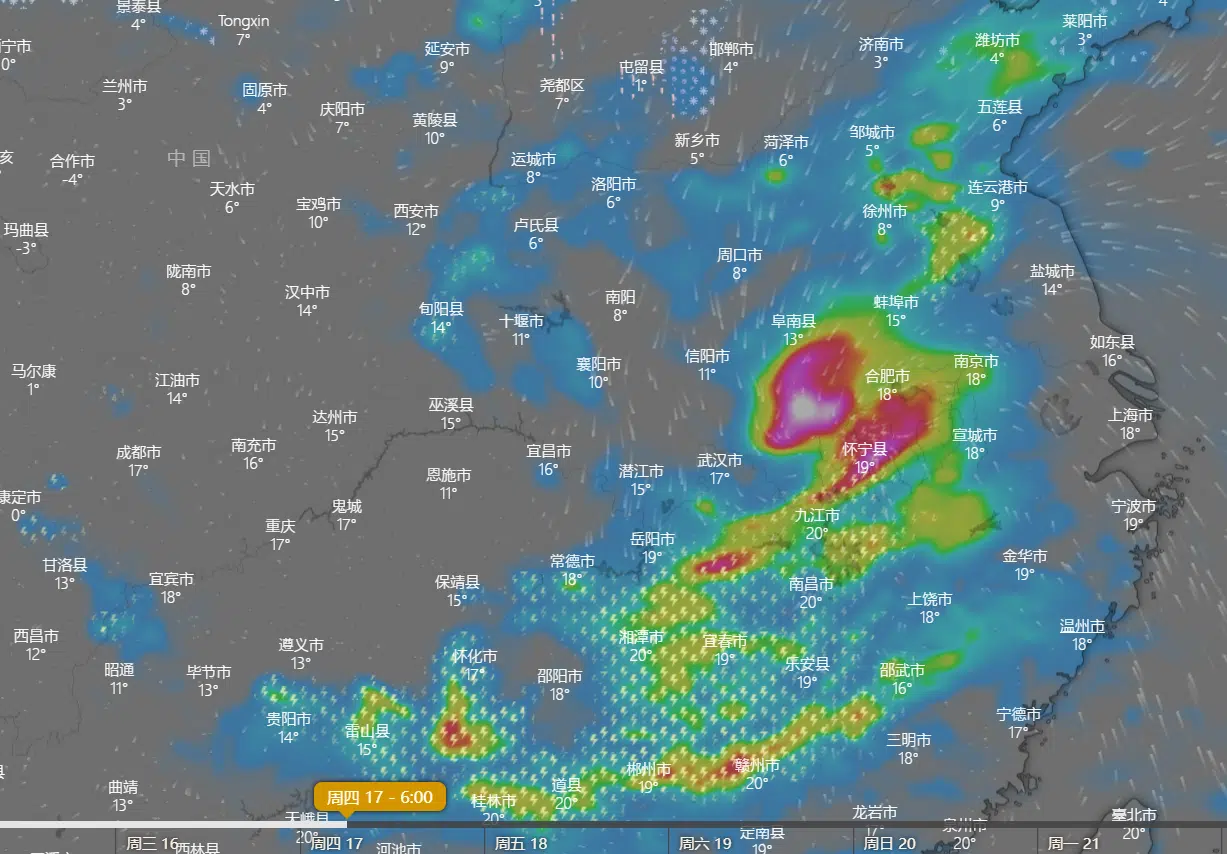 景泰县
4°
Tongxin
7°
莱阳市
3°
延安市
9°
邯郸市
4°
济南市
3°
潍坊市
4°
宁市
0°
兰州市
3°
固原市
4°
庆阳市
7°
尧都区
7°
屯留县
1°
黄陵县
10°
五莲县
6°
新乡市
5°
菏泽市
6°
邹城市
5°
合作市
-4°
中国
天水市
6°
运城市
8°
洛阳市
6°
连云港市
9°
宝鸡市
10°
西安市
12°
徐州市
8°
玛曲县
-3°
卢氏县
6°
周口市
8°
陇南市
8°
盐城市
14°
汉中市
14°
旬阳县
14°
十堰市
11°
南阳
8°
阜南县
13°
蚌埠市
15°
如东县
16°
马尔康
1°
江油市
14°
襄阳市
10°
信阳市
11°
合肥市
18°
南京市
18°
达州市
15°
巫溪县
15°
上海市
18°
成都市
17°
南充市
16°
宜昌市
16°
武汉市
17°
怀宁县
19°
宣城市
18°
恩施市
11°
潜江市
15°
康定市
0°
鬼城
17°
重庆
17°
九江市
20°
宁波市
19°
岳阳市
19°
甘洛县
13°
宜宾市
18°
保靖县
15°
常德市
18°
南昌市
20°
金华市
19°
上饶市
18°
西昌市
12°
遵义市
13°
湘潭市
20°
宜春市
19°
温州市
18°
昭通
11°
毕节市
13°
怀化市
17°
邵阳市
18°
乐安县
19°
邵武市
16°
贵阳市
14°
雷山县
15°
宁德市
17°
三明市
18°
曲靖
13°
郴州市
19°
赣州市
20°
道县
20°
桂林市
20°
周四 17 - 6:00
天峨县
20°
龙岩市
17°
泉州市
20°
臺北市
20°
定南县
19°
西林县
河池市
周三 16
周四 17
周五 18
周六 19
周日 20
周一 21